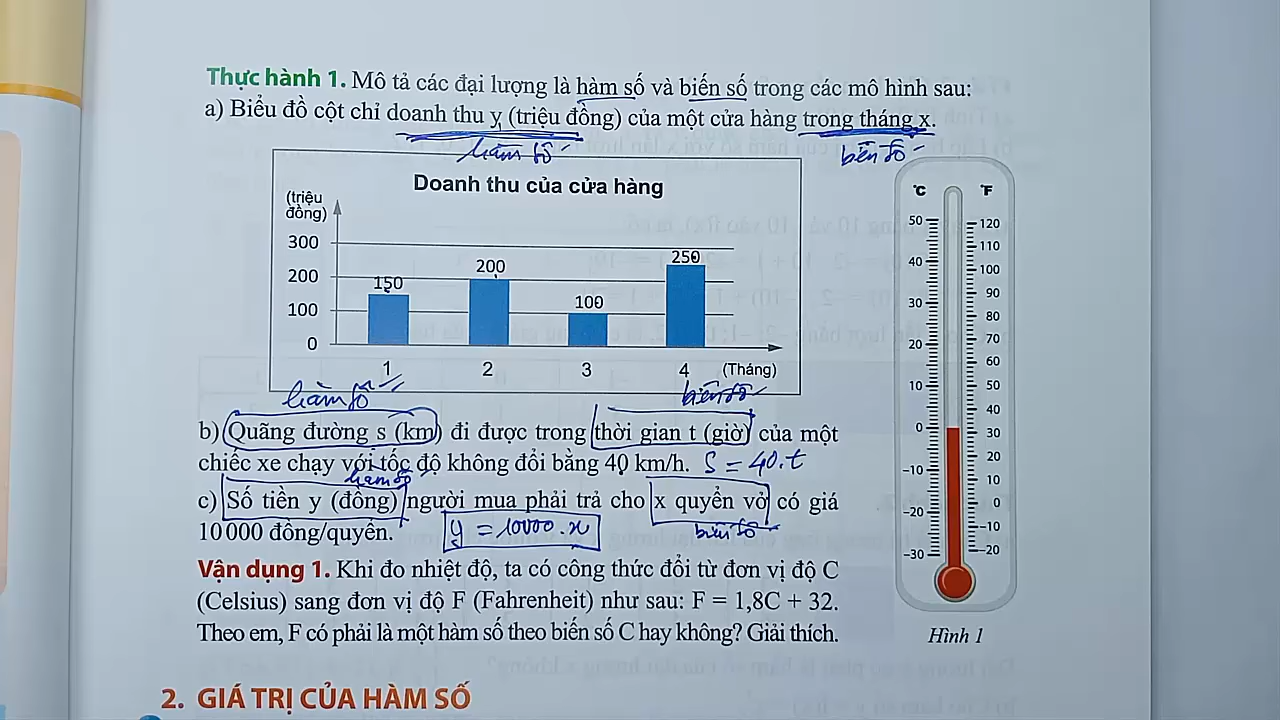 Thực hành 1. Mô tả các đại lượng là hàm số và biến số trong các mô hình sau:
a) Biểu đồ cột chỉ doanh thu y (triệu đồng) của một cửa hàng trong tháng x.
hàm số
biến số
Doanh thu của cửa hàng
(triệu
đồng)
300
200
100
0
150
200
100
250
1 2 3 4 (Tháng)
hàm số
biến số
b) Quãng đường s (km) đi được trong thời gian t (giờ) của một
chiếc xe chạy với tốc độ không đổi bằng 40 km/h. S = 40.t
hàm số
c) Số tiền y (đồng) người mua phải trả cho x quyển vở có giá
10 000 đồng/quyển. y = 10000.x
biến số
Vận dụng 1. Khi đo nhiệt độ, ta có công thức đổi từ đơn vị độ C
(Celsius) sang đơn vị độ F (Fahrenheit) như sau: F = 1,8C + 32.
Theo em, F có phải là một hàm số theo biến số C hay không? Giải thích.
°C °F
50
40
30
20
10
0
–10
–20
–30
120
110
100
90
80
70
60
50
40
30
20
10
0
–10
–20
Hình 1
2. GIÁ TRỊ CỦA HÀM SỐ